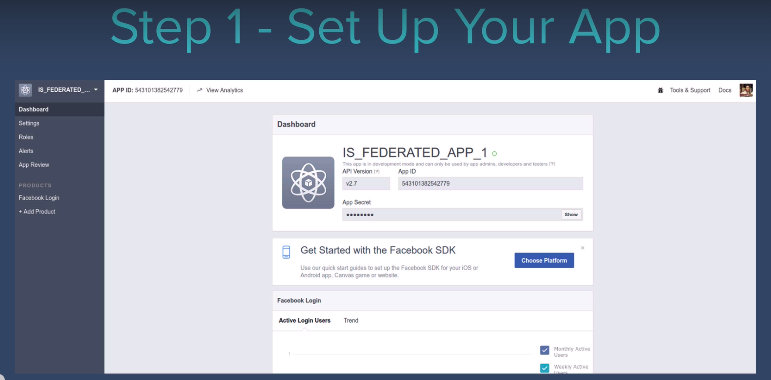 Step 1 - Set Up Your App
IS_FEDERATED_...
APP ID: 543101382542779
View Analytics
Tools & Support
Docs
Dashboard
Settings
Roles
Alerts
App Review
PRODUCTS
Facebook Login
+ Add Product
Dashboard
IS_FEDERATED_APP_1
This app is in development mode and can only be used by app admins, developers and testers [?]
API Version [?]
App ID
v2.7
543101382542779
App Secret
●●●●●●●●
Show
Get Started with the Facebook SDK
Use our quick start guides to set up the Facebook SDK for your iOS or
Android app, Canvas game or website.
Choose Platform
Facebook Login
Active Login Users
Trend
1
Monthly Active
Users
Weekly Active
Users